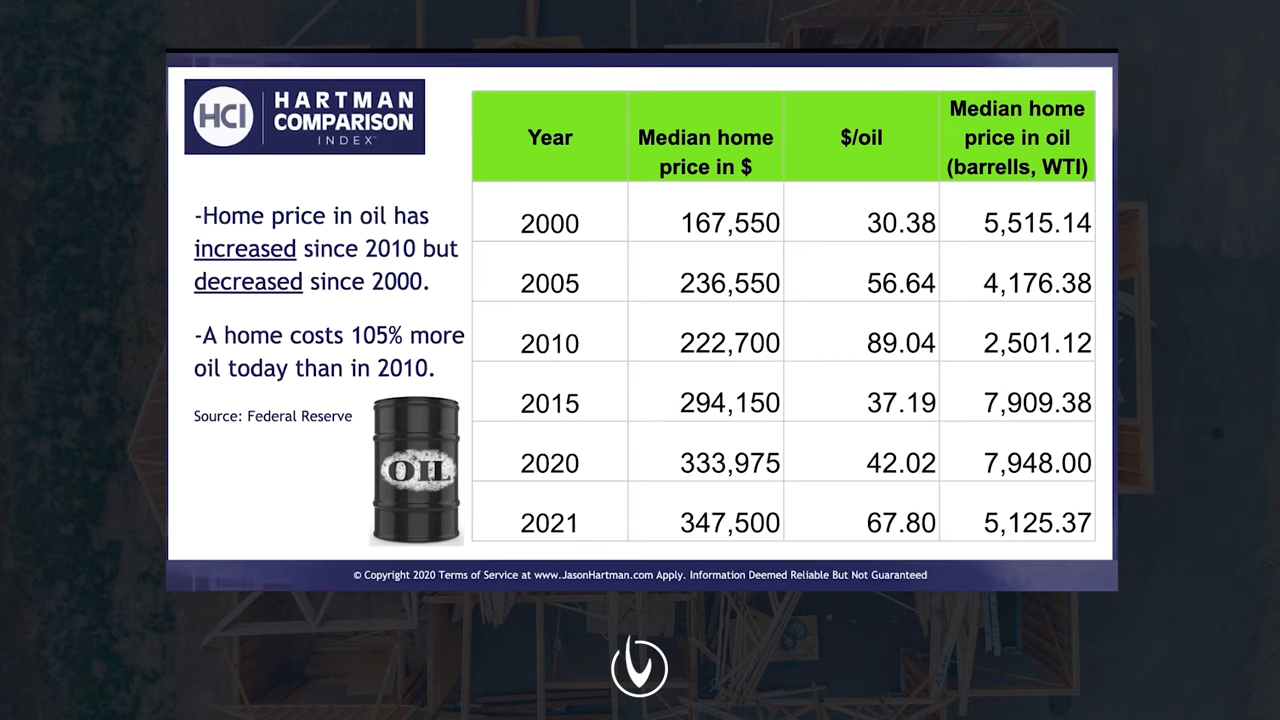 HCI
HARTMAN
COMPARISON
INDEX™
-Home price in oil has
increased since 2010 but
decreased since 2000.
-A home costs 105% more
oil today than in 2010.
Source: Federal Reserve
OIL
Year Median home price in $ $/oil Median home price in oil (barrells, WTI)
2000 167,550 30.38 5,515.14
2005 236,550 56.64 4,176.38
2010 222,700 89.04 2,501.12
2015 294,150 37.19 7,909.38
2020 333,975 42.02 7,948.00
2021 347,500 67.80 5,125.37
© Copyright 2020 Terms of Service at www.JasonHartman.com Apply. Information Deemed Reliable But Not Guaranteed